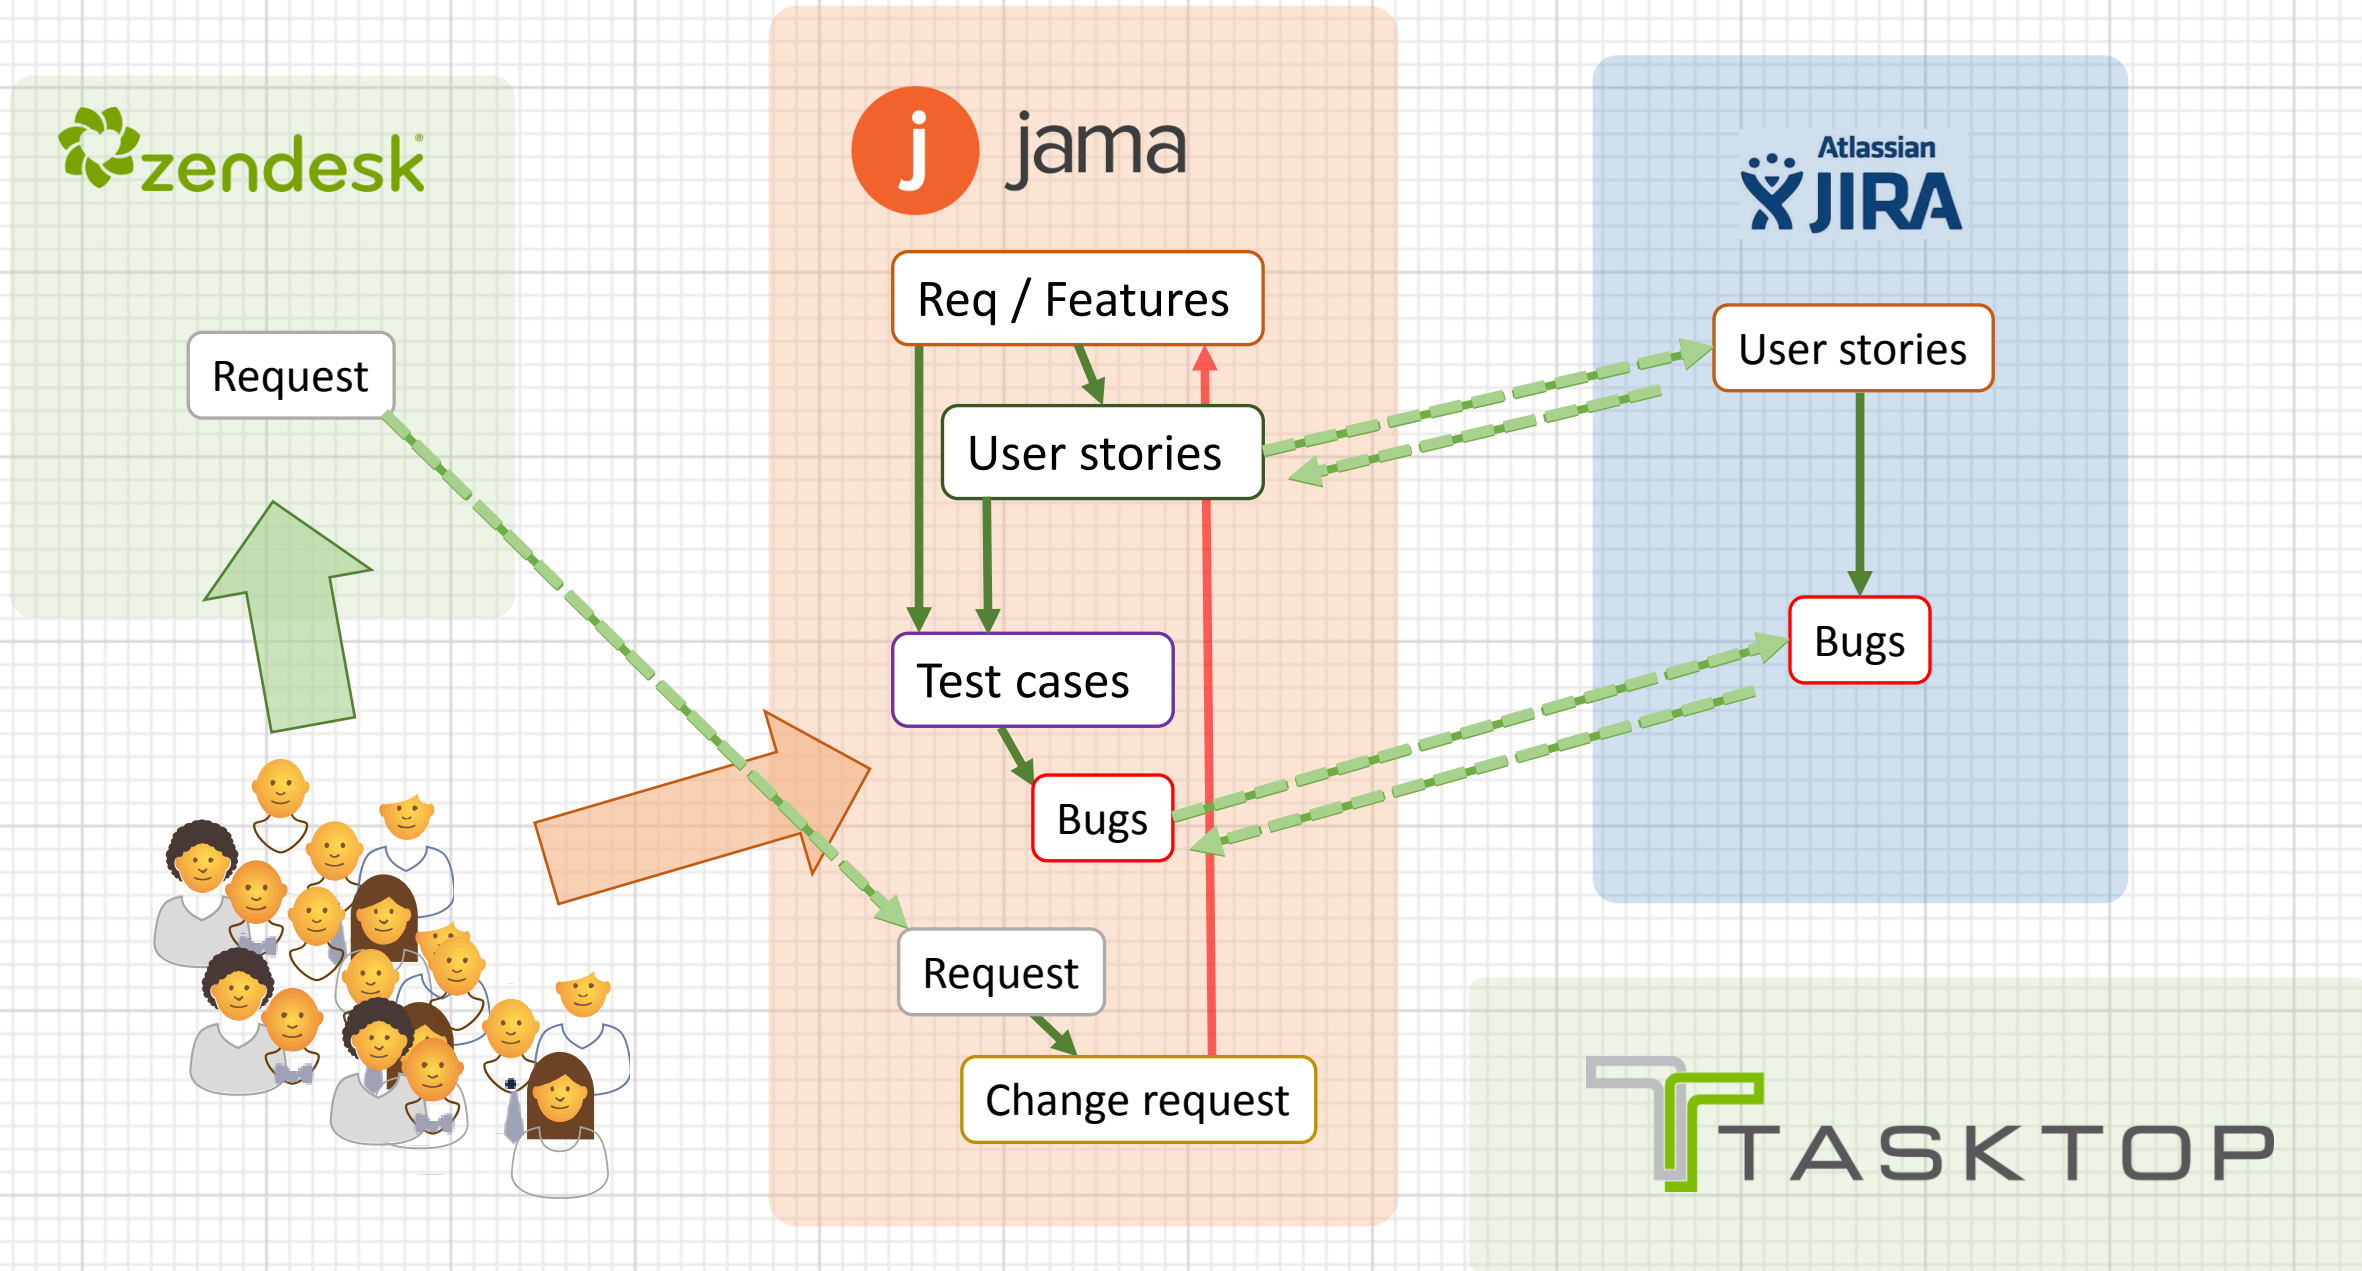 zendesk®
Request
j jama
Req / Features
User stories
Test cases
Bugs
Request
Change request
Atlassian
JIRA
User stories
Bugs
TASKTOP